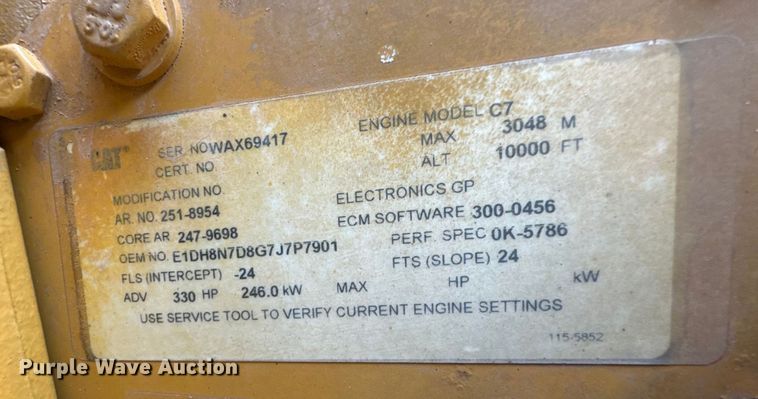 CAT
SER. NO WAX69417 ENGINE MODEL C7
CERT. NO. MAX 3048 M
ALT 10000 FT
MODIFICATION NO.
ELECTRONICS GP
AR. NO. 251-8954 ECM SOFTWARE 300-0456
CORE AR 247-9698 PERF. SPEC 0K-5786
OEM NO. E1DH8N7D8G7J7P7901
FLS (INTERCEPT) -24 FTS (SLOPE) 24
ADV 330 HP 246.0 kW MAX HP kW
USE SERVICE TOOL TO VERIFY CURRENT ENGINE SETTINGS
115-5852
Purple Wave Auction